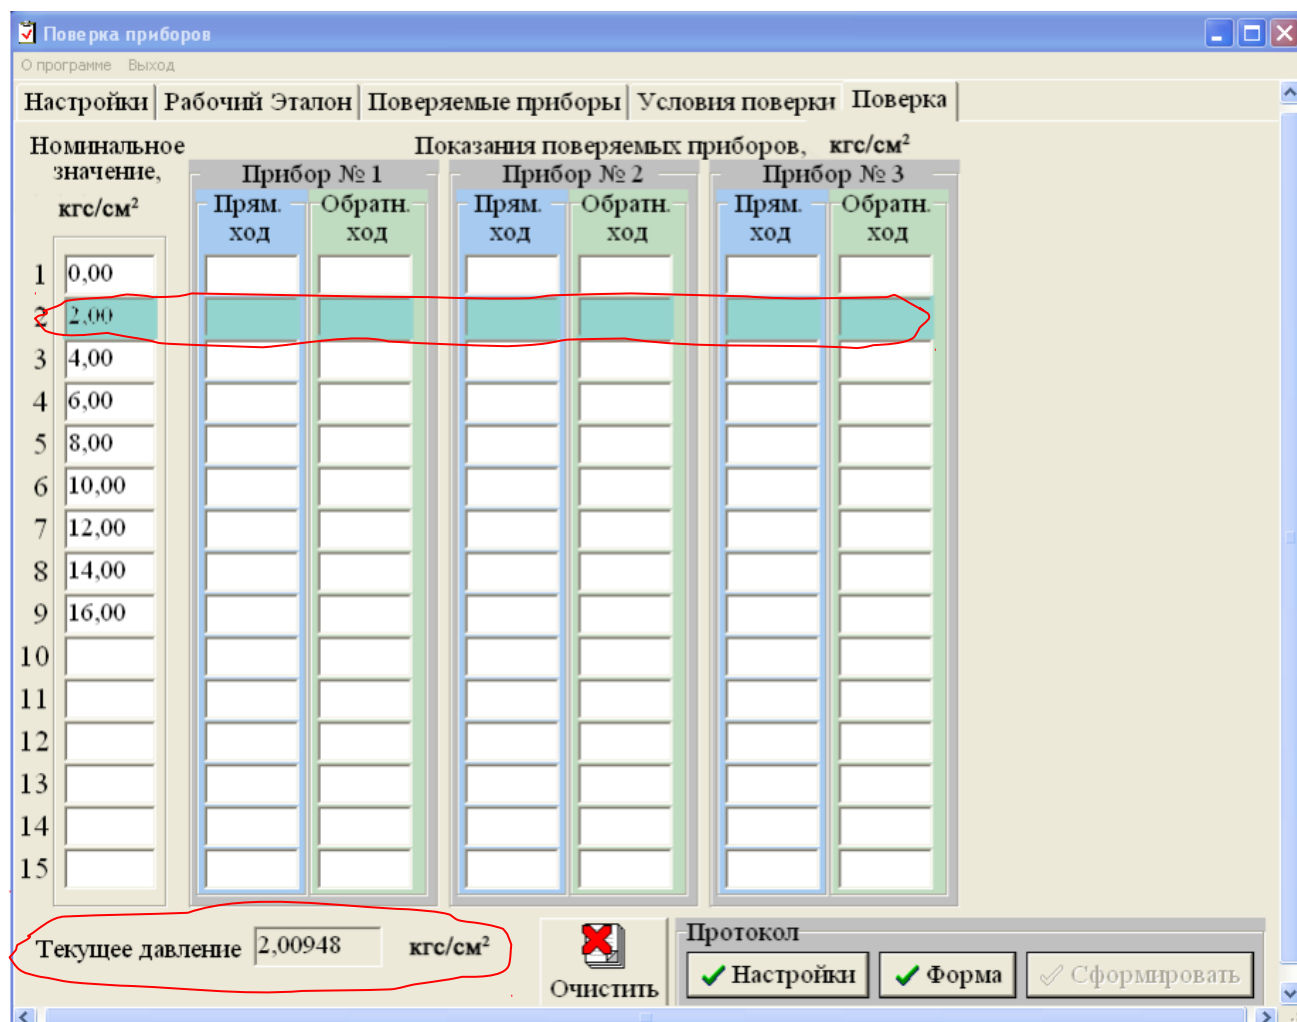 Поверка приборов
О программе Выход
Настройки Рабочий Эталон Поверяемые приборы Условия поверки Поверка
Номинальное значение, кгс/см²
Показания поверяемых приборов, кгс/см²
Прибор № 1 Прибор № 2 Прибор № 3
Прям. ход Обратн. ход Прям. ход Обратн. ход Прям. ход Обратн. ход
1 0,00
2 2,00
3 4,00
4 6,00
5 8,00
6 10,00
7 12,00
8 14,00
9 16,00
10
11
12
13
14
15
Текущее давление 2,00948 кгс/см²
Очистить
Протокол
Настройки Форма Сформировать